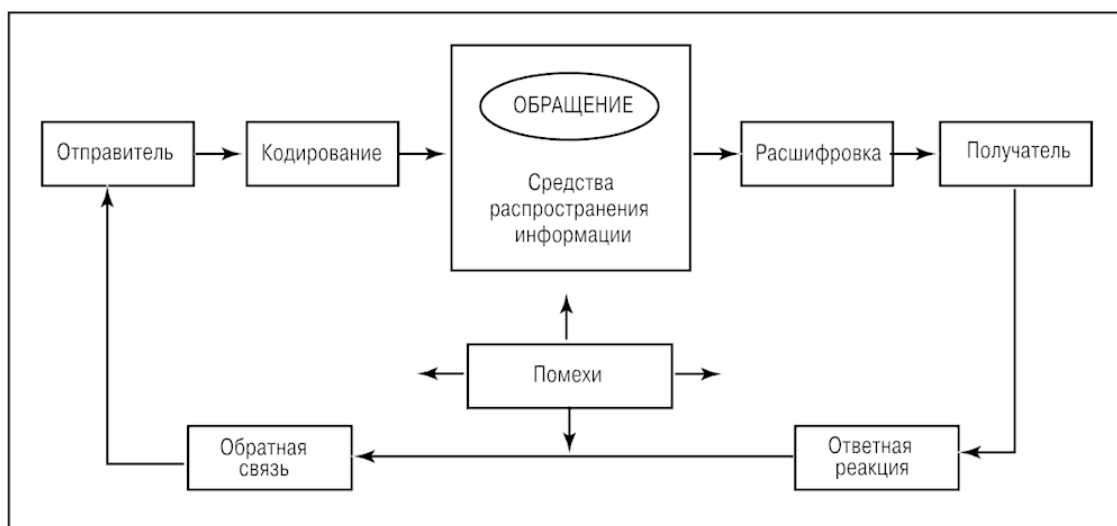 ОБРАЩЕНИЕ
Отправитель
Кодирование
Средства
распространения
информации
Расшифровка
Получатель
Помехи
Обратная
связь
Ответная
реакция